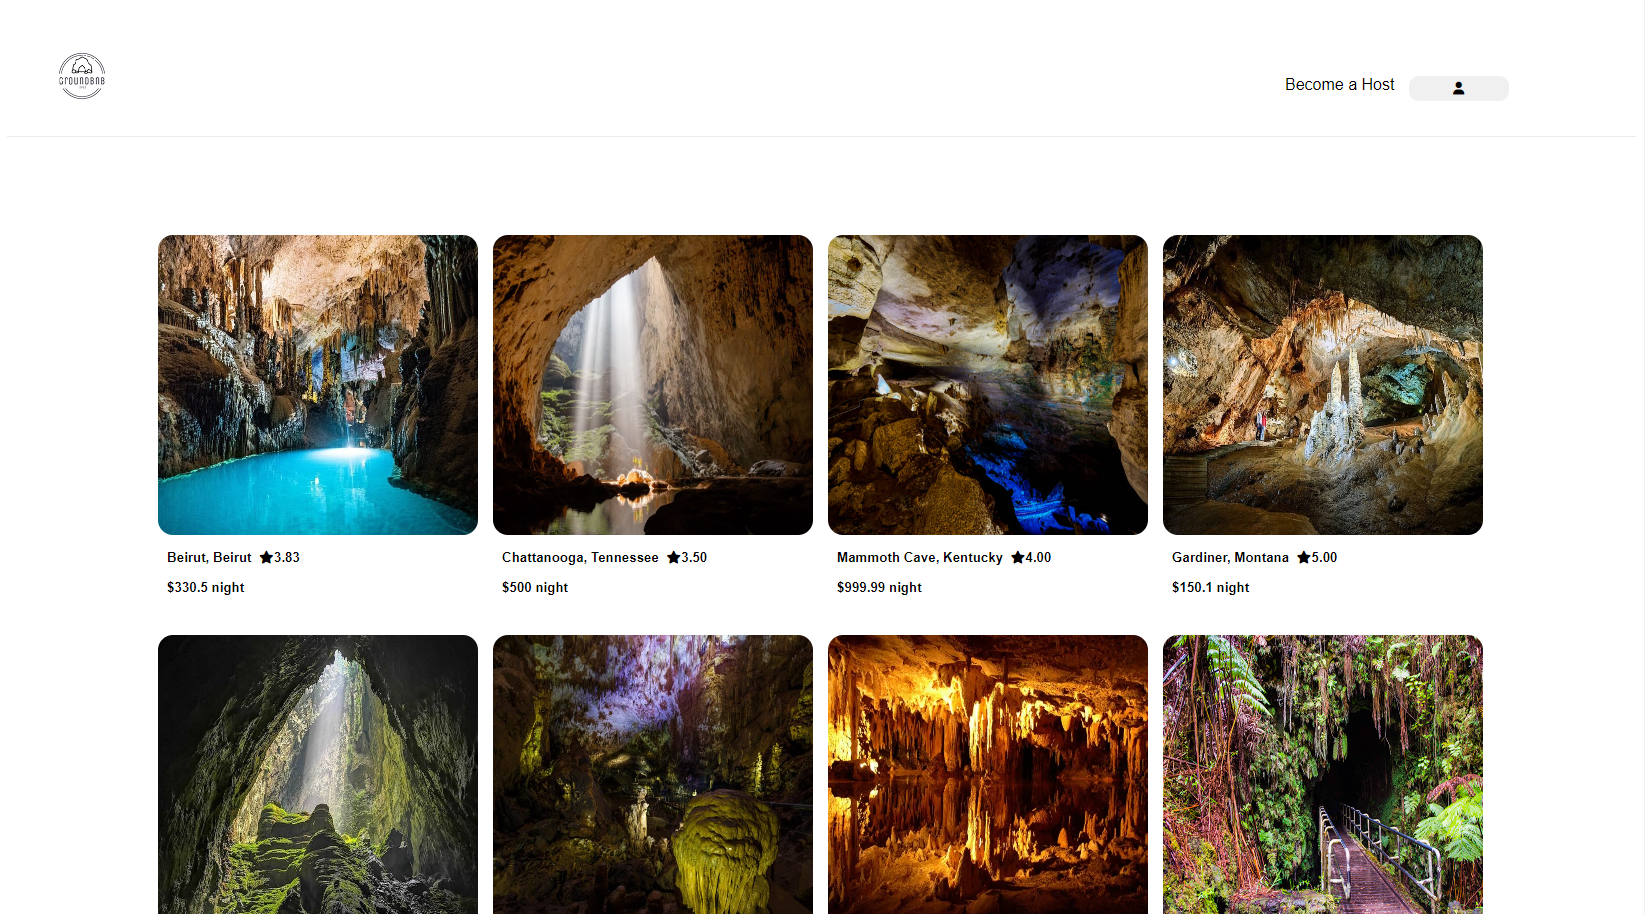 GROUNDBNB
Become a Host
Beirut, Beirut ★3.83
$330.5 night
Chattanooga, Tennessee ★3.50
$500 night
Mammoth Cave, Kentucky ★4.00
$999.99 night
Gardiner, Montana ★5.00
$150.1 night